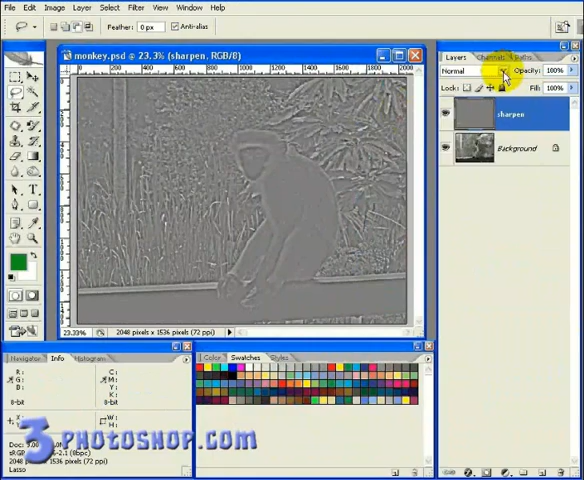 File Edit Image Layer Select Filter View Window Help
Feather: 0 px Anti-alias
monkey.psd @ 23,3% (sharpen, RGB/8)
Layers Channels Paths
Normal Opacity: 100%
Lock: Fill: 100%
sharpen
Background
23.33% 2048 pixels x 1536 pixels (72 ppi)
Navigator Info Histogram
R: C:
G: M:
B: Y:
K:
8-bit 8-bit
X: W:
Y: H:
2048 pixels x 1536 pixels (72 ppi)
Lasso
Color Swatches Styles
3PHOTOSHOP.COM